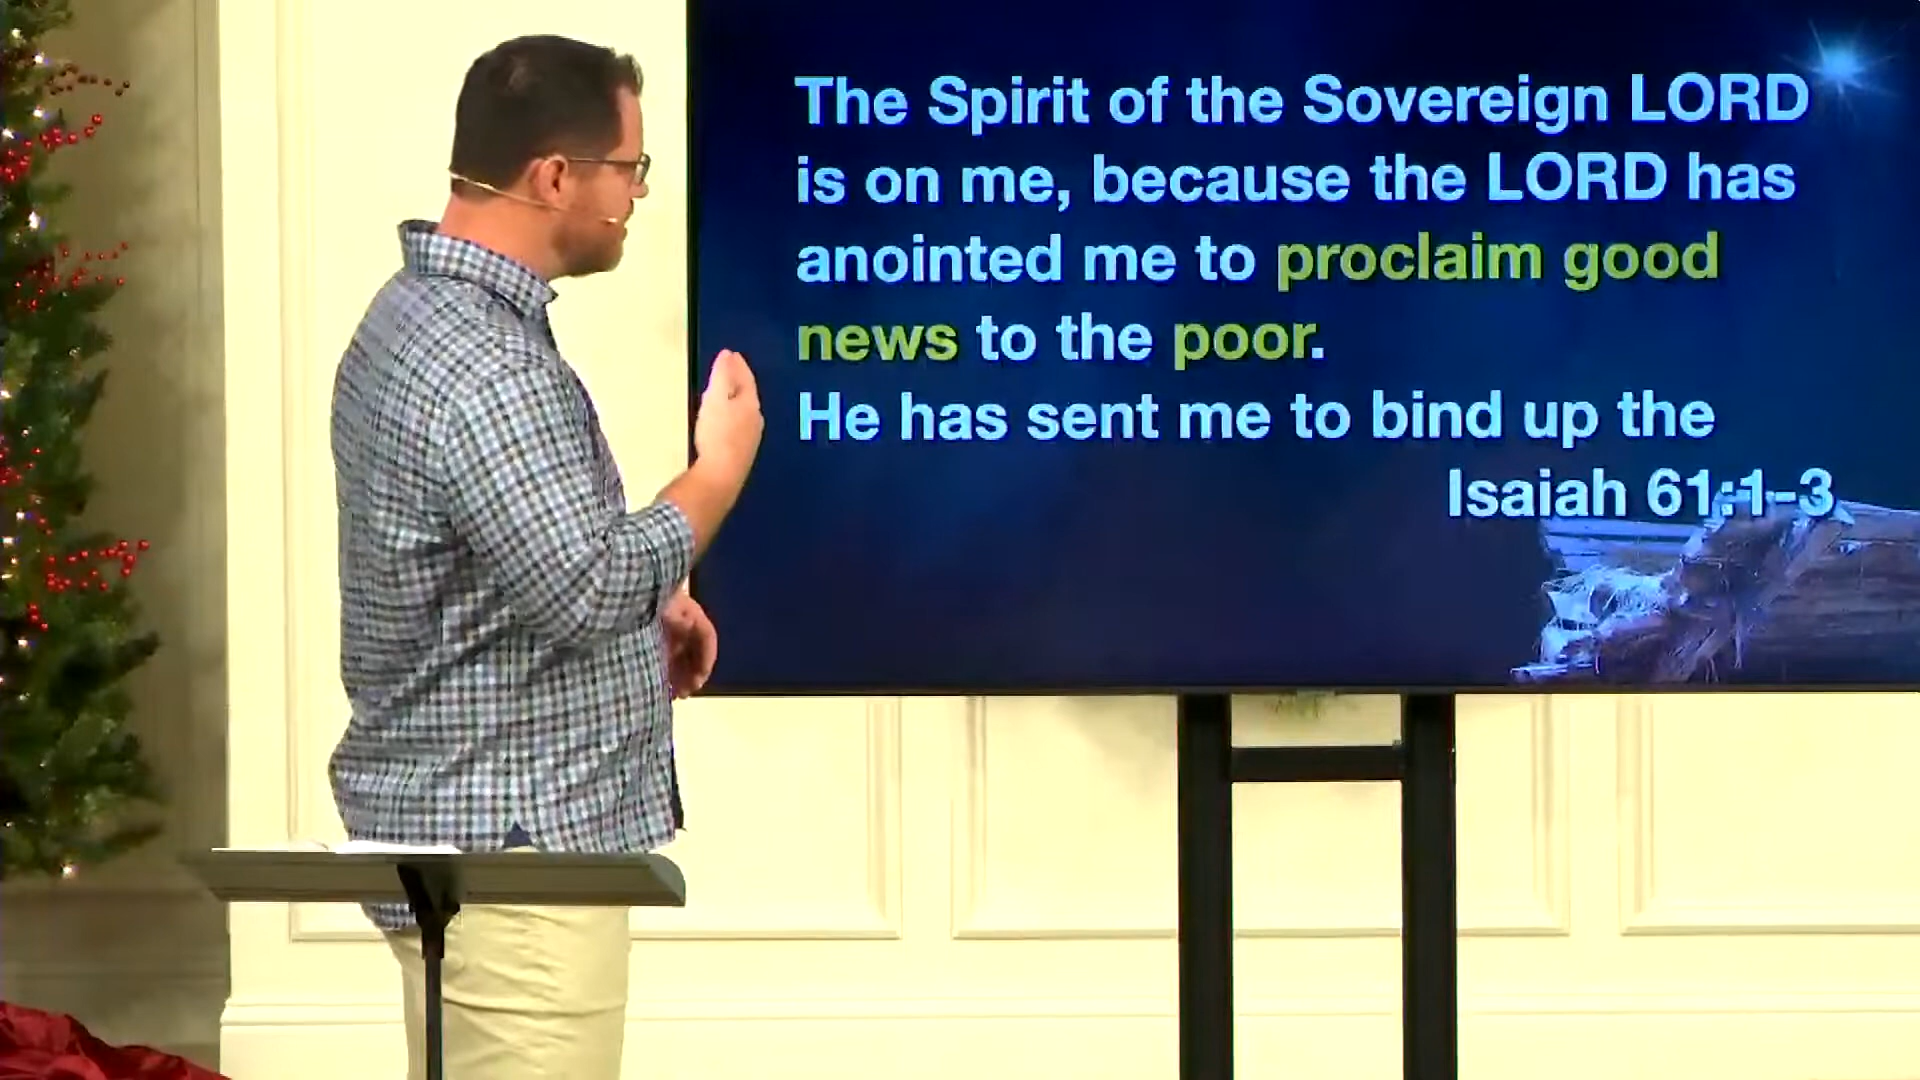 The Spirit of the Sovereign LORD
is on me, because the LORD has
anointed me to proclaim good
news to the poor.
He has sent me to bind up the
Isaiah 61:1-3